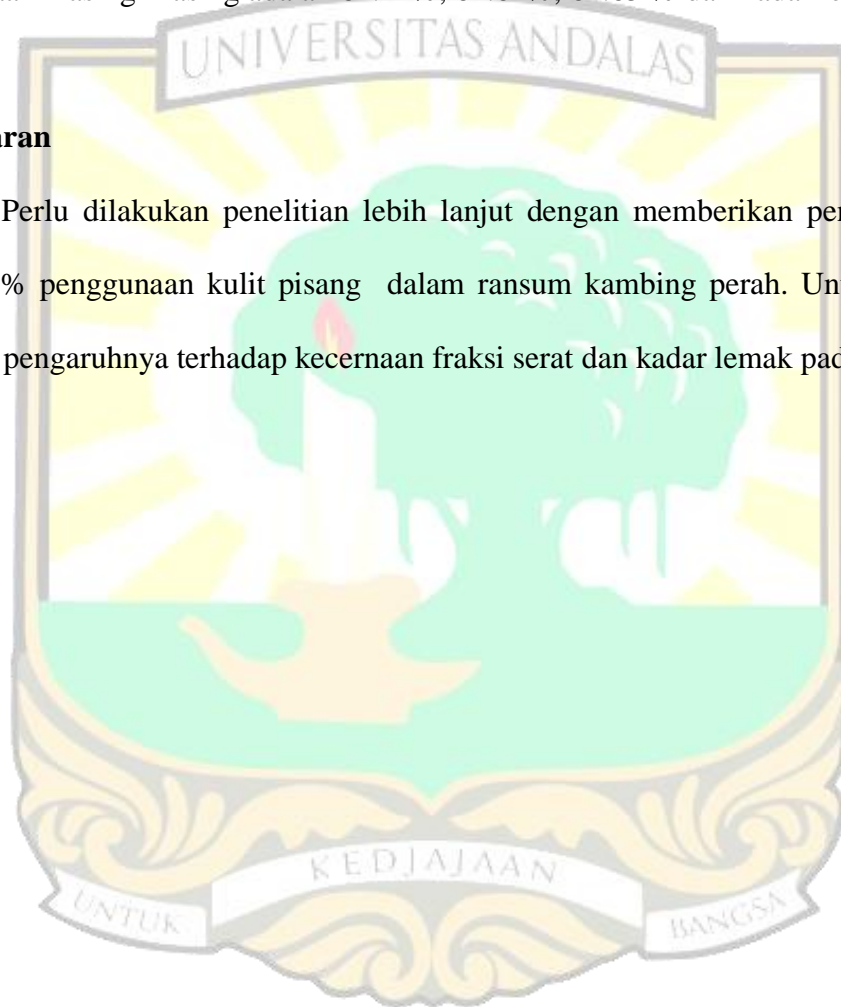 UNIVERSITAS ANDALAS
aran
Perlu dilakukan penelitian lebih lanjut dengan memberikan per
% penggunaan kulit pisang dalam ransum kambing perah. Un
pengaruhnya terhadap kecernaan fraksi serat dan kadar lemak pad
KEDJAJAAN
UNTUK
BANGSA